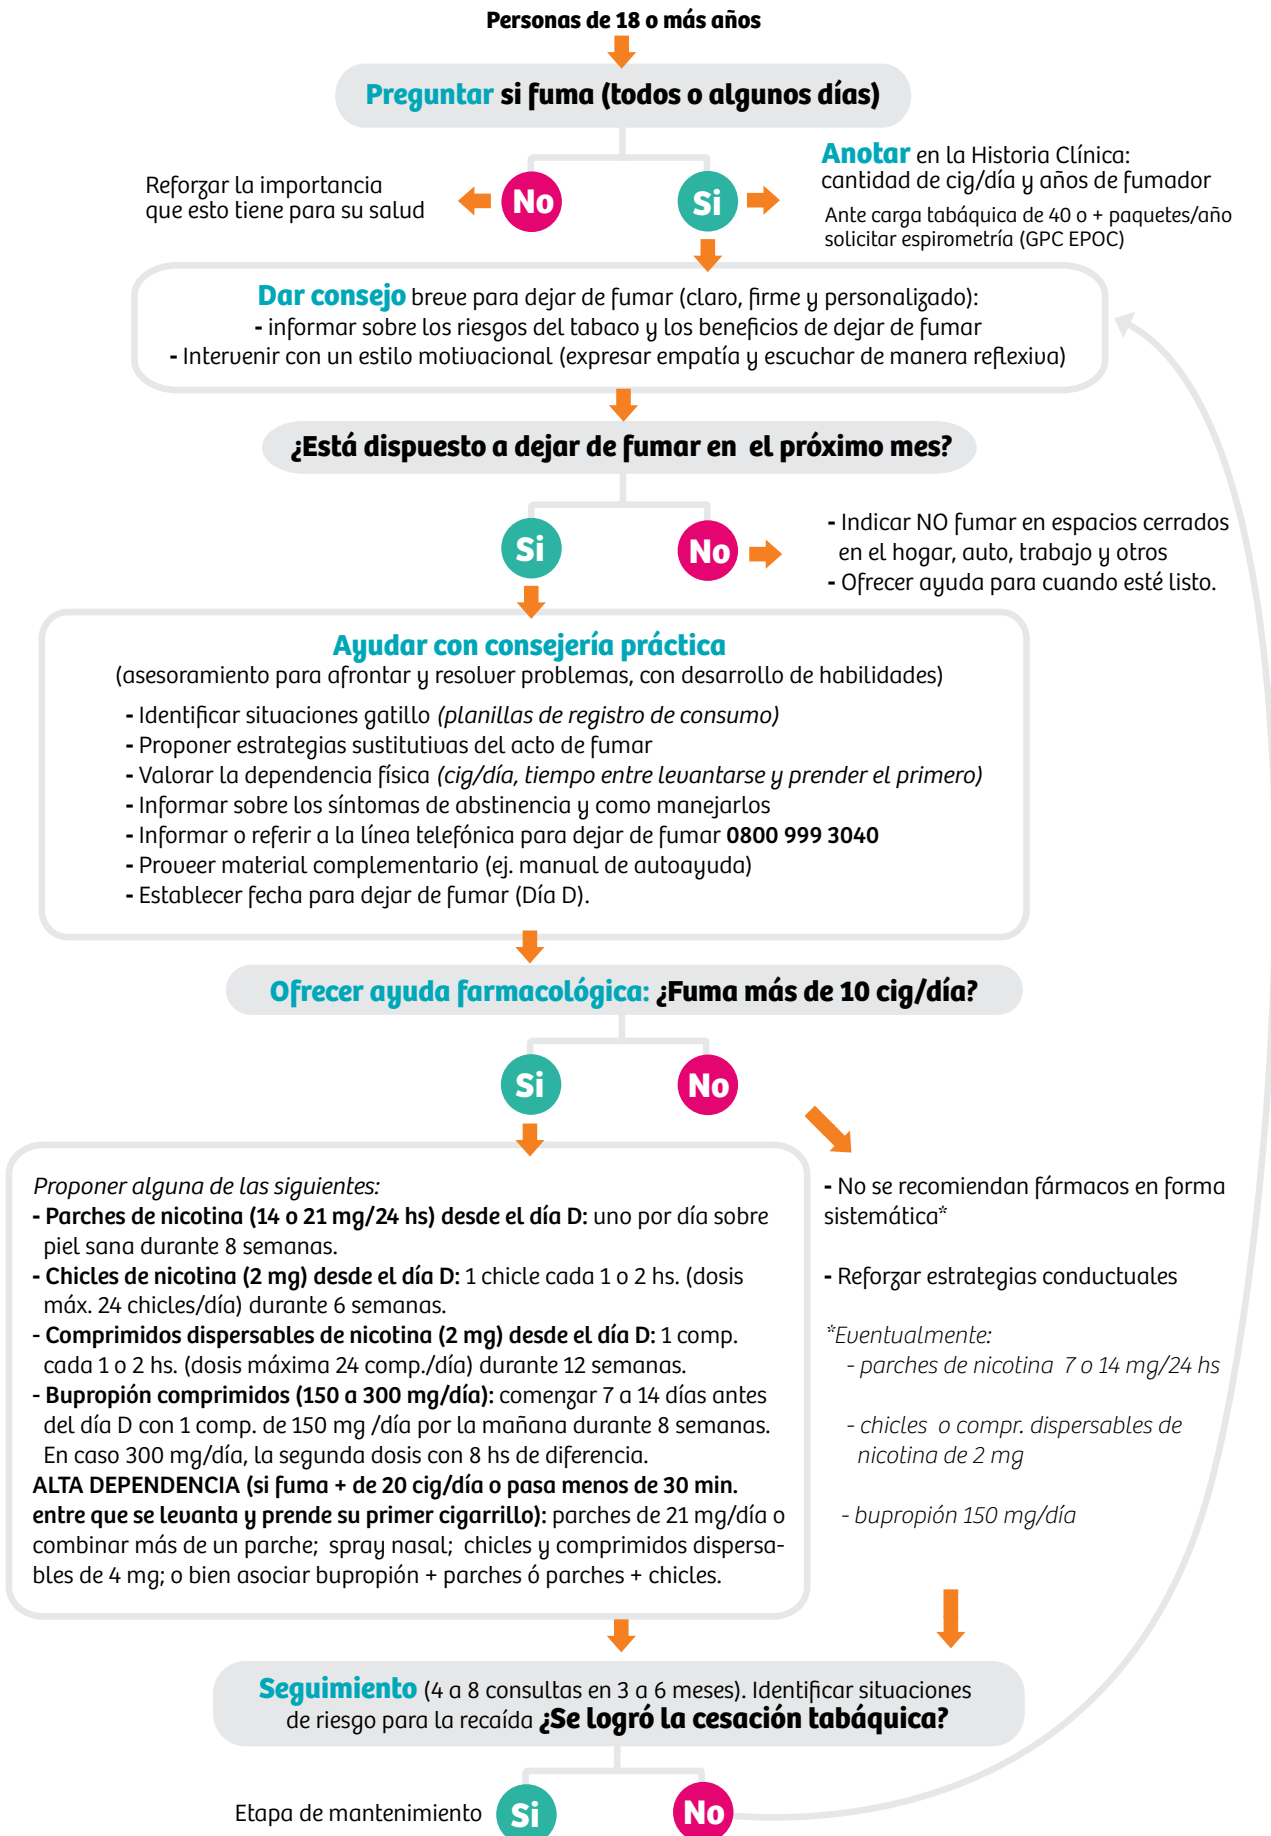 Personas de 18 o más años
Preguntar si fuma (todos o algunos días)
Reforzar la importancia
que esto tiene para su salud
No
Si
Anotar en la Historia Clínica:
cantidad de cig/día y años de fumador
Ante carga tabáquica de 40 o + paquetes/año
solicitar espirometría (GPC EPOC)
Dar consejo breve para dejar de fumar (claro, firme y personalizado):
- informar sobre los riesgos del tabaco y los beneficios de dejar de fumar
- Intervenir con un estilo motivacional (expresar empatía y escuchar de manera reflexiva)
¿Está dispuesto a dejar de fumar en el próximo mes?
Si
No
- Indicar NO fumar en espacios cerrados
en el hogar, auto, trabajo y otros
- Ofrecer ayuda para cuando esté listo.
Ayudar con consejería práctica
(asesoramiento para afrontar y resolver problemas, con desarrollo de habilidades)
- Identificar situaciones gatillo (planillas de registro de consumo)
- Proponer estrategias sustitutivas del acto de fumar
- Valorar la dependencia física (cig/día, tiempo entre levantarse y prender el primero)
- Informar sobre los síntomas de abstinencia y como manejarlos
- Informar o referir a la línea telefónica para dejar de fumar 0800 999 3040
- Proveer material complementario (ej. manual de autoayuda)
- Establecer fecha para dejar de fumar (Día D).
Ofrecer ayuda farmacológica: ¿Fuma más de 10 cig/día?
Si
No
Proponer alguna de las siguientes:
- Parches de nicotina (14 o 21 mg/24 hs) desde el día D: uno por día sobre
piel sana durante 8 semanas.
- Chicles de nicotina (2 mg) desde el día D: 1 chicle cada 1 o 2 hs. (dosis
máx. 24 chicles/día) durante 6 semanas.
- Comprimidos dispersables de nicotina (2 mg) desde el día D: 1 comp.
cada 1 o 2 hs. (dosis máxima 24 comp./día) durante 12 semanas.
- Bupropión comprimidos (150 a 300 mg/día): comenzar 7 a 14 días antes
del día D con 1 comp. de 150 mg /día por la mañana durante 8 semanas.
En caso 300 mg/día, la segunda dosis con 8 hs de diferencia.
ALTA DEPENDENCIA (si fuma + de 20 cig/día o pasa menos de 30 min.
entre que se levanta y prende su primer cigarrillo): parches de 21 mg/día o
combinar más de un parche; spray nasal; chicles y comprimidos dispersa-
bles de 4 mg; o bien asociar bupropión + parches ó parches + chicles.
- No se recomiendan fármacos en forma
sistemática*
- Reforzar estrategias conductuales
*Eventualmente:
- parches de nicotina 7 o 14 mg/24 hs
- chicles o compr. dispersables de
nicotina de 2 mg
- bupropión 150 mg/día
Seguimiento (4 a 8 consultas en 3 a 6 meses). Identificar situaciones
de riesgo para la recaída ¿Se logró la cesación tabáquica?
Etapa de mantenimiento
Si
No